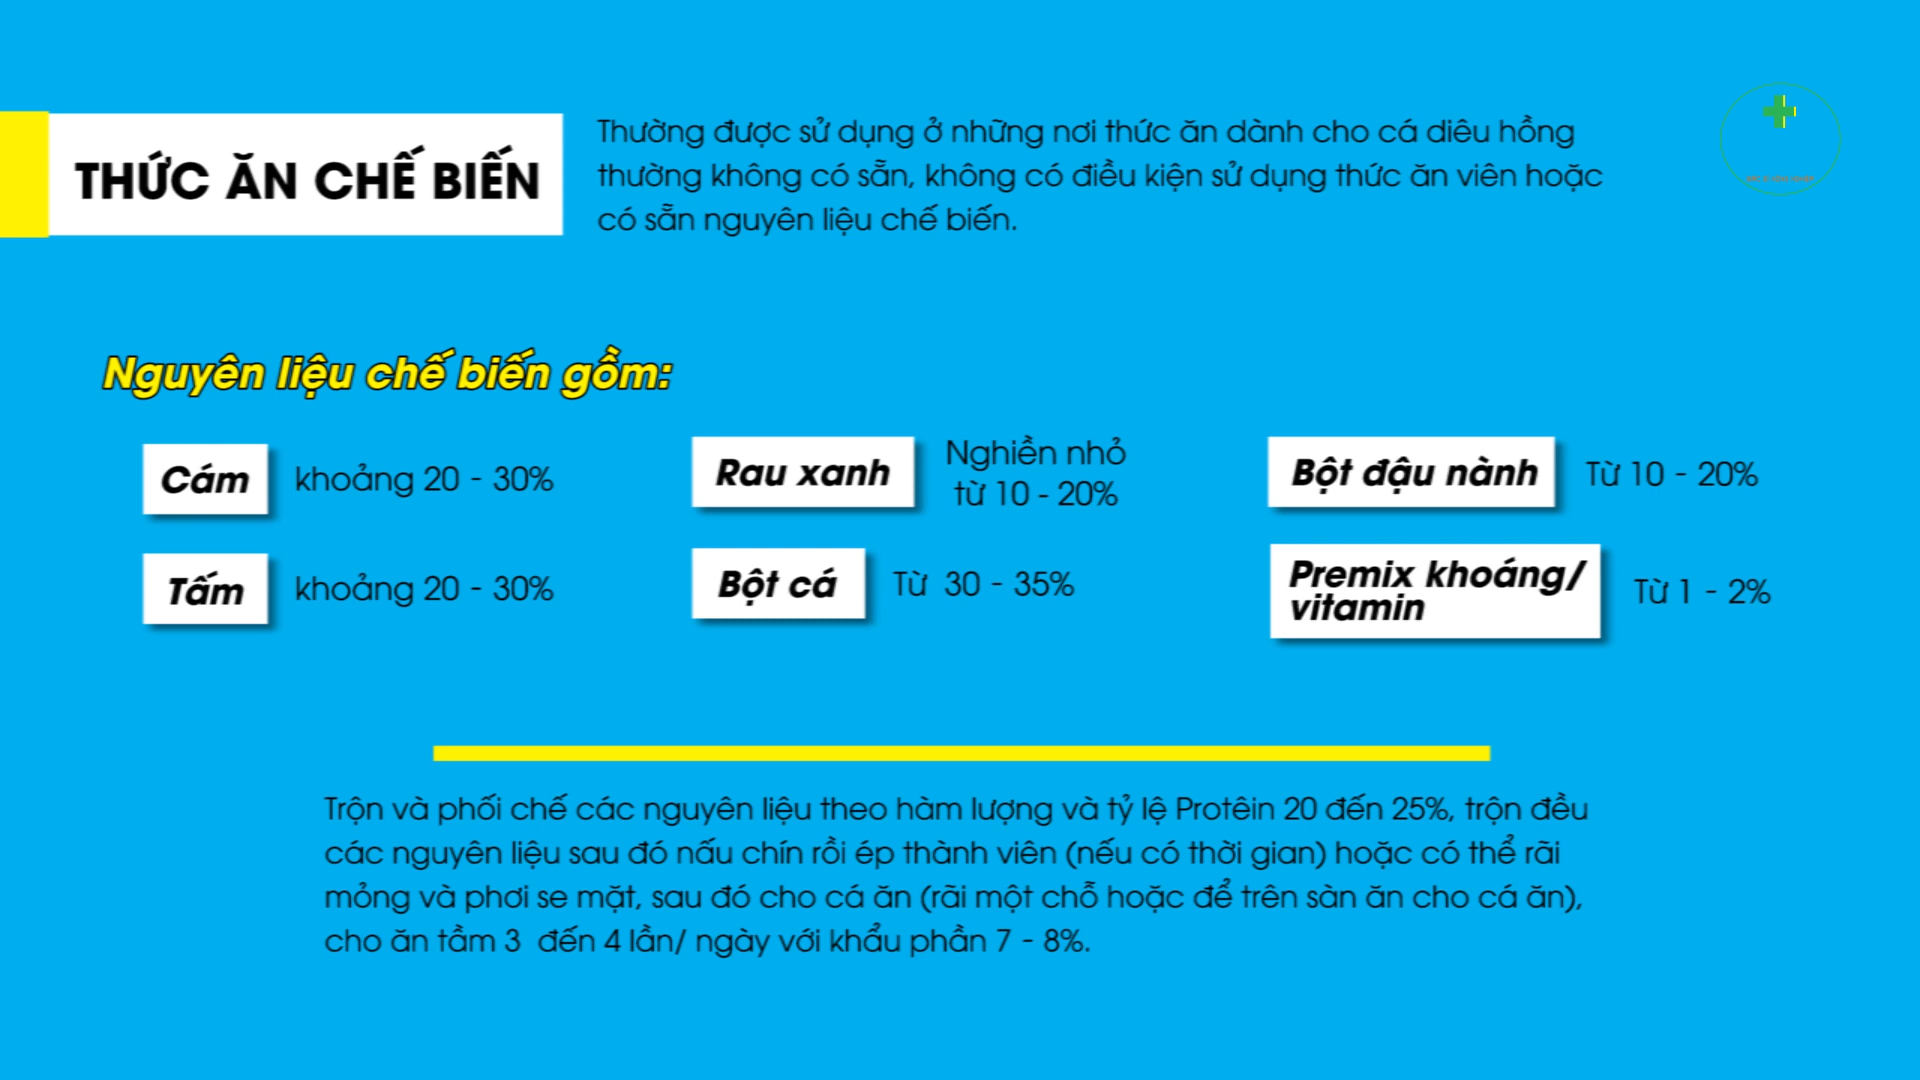 THỨC ĂN CHẾ BIẾN
Thường được sử dụng ở những nơi thức ăn dành cho cá diêu hồng
thường không có sẵn, không có điều kiện sử dụng thức ăn viên hoặc
có sẵn nguyên liệu chế biến.
Nguyên liệu chế biến gồm:
Cám
khoảng 20 - 30%
Tấm
khoảng 20 - 30%
Rau xanh
Nghiền nhỏ
từ 10 - 20%
Bột cá
Từ 30 - 35%
Bột đậu nành
Từ 10 - 20%
Premix khoáng/
vitamin
Từ 1 - 2%
Trộn và phối chế các nguyên liệu theo hàm lượng và tỷ lệ Protêin 20 đến 25%, trộn đều
các nguyên liệu sau đó nấu chín rồi ép thành viên (nếu có thời gian) hoặc có thể rãi
mỏng và phơi se mặt, sau đó cho cá ăn (rãi một chỗ hoặc để trên sàn ăn cho cá ăn),
cho ăn tầm 3 đến 4 lần/ ngày với khẩu phần 7 - 8%.